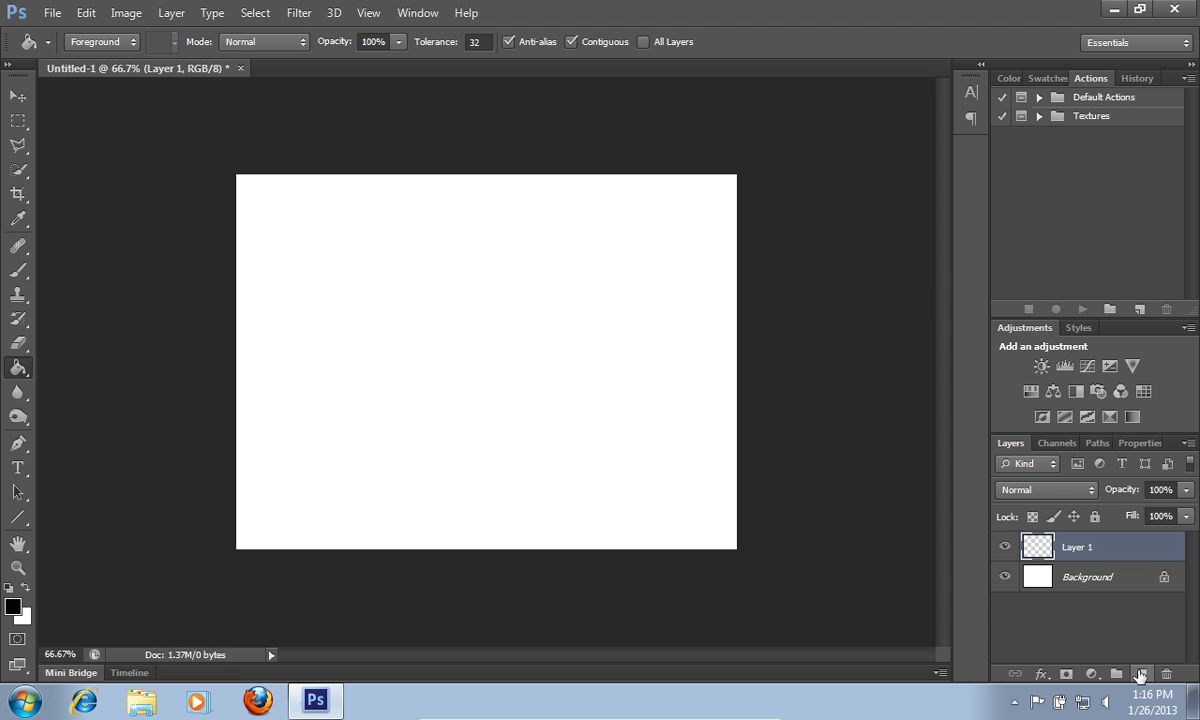 Ps File Edit Image Layer Type Select Filter 3D View Window Help
Foreground Mode: Normal Opacity: 100% Tolerance: 32 Anti-alias Contiguous All Layers Essentials
Untitled-1 @ 66.7% (Layer 1, RGB/8) * ×
Color Swatches Actions History
Default Actions
Textures
Adjustments Styles
Add an adjustment
Layers Channels Paths Properties
Kind
Normal Opacity: 100%
Lock: Fill: 100%
Layer 1
Background
fx
66.67% Doc: 1.37M/0 bytes
Mini Bridge Timeline
Ps
1:16 PM
1/26/2013